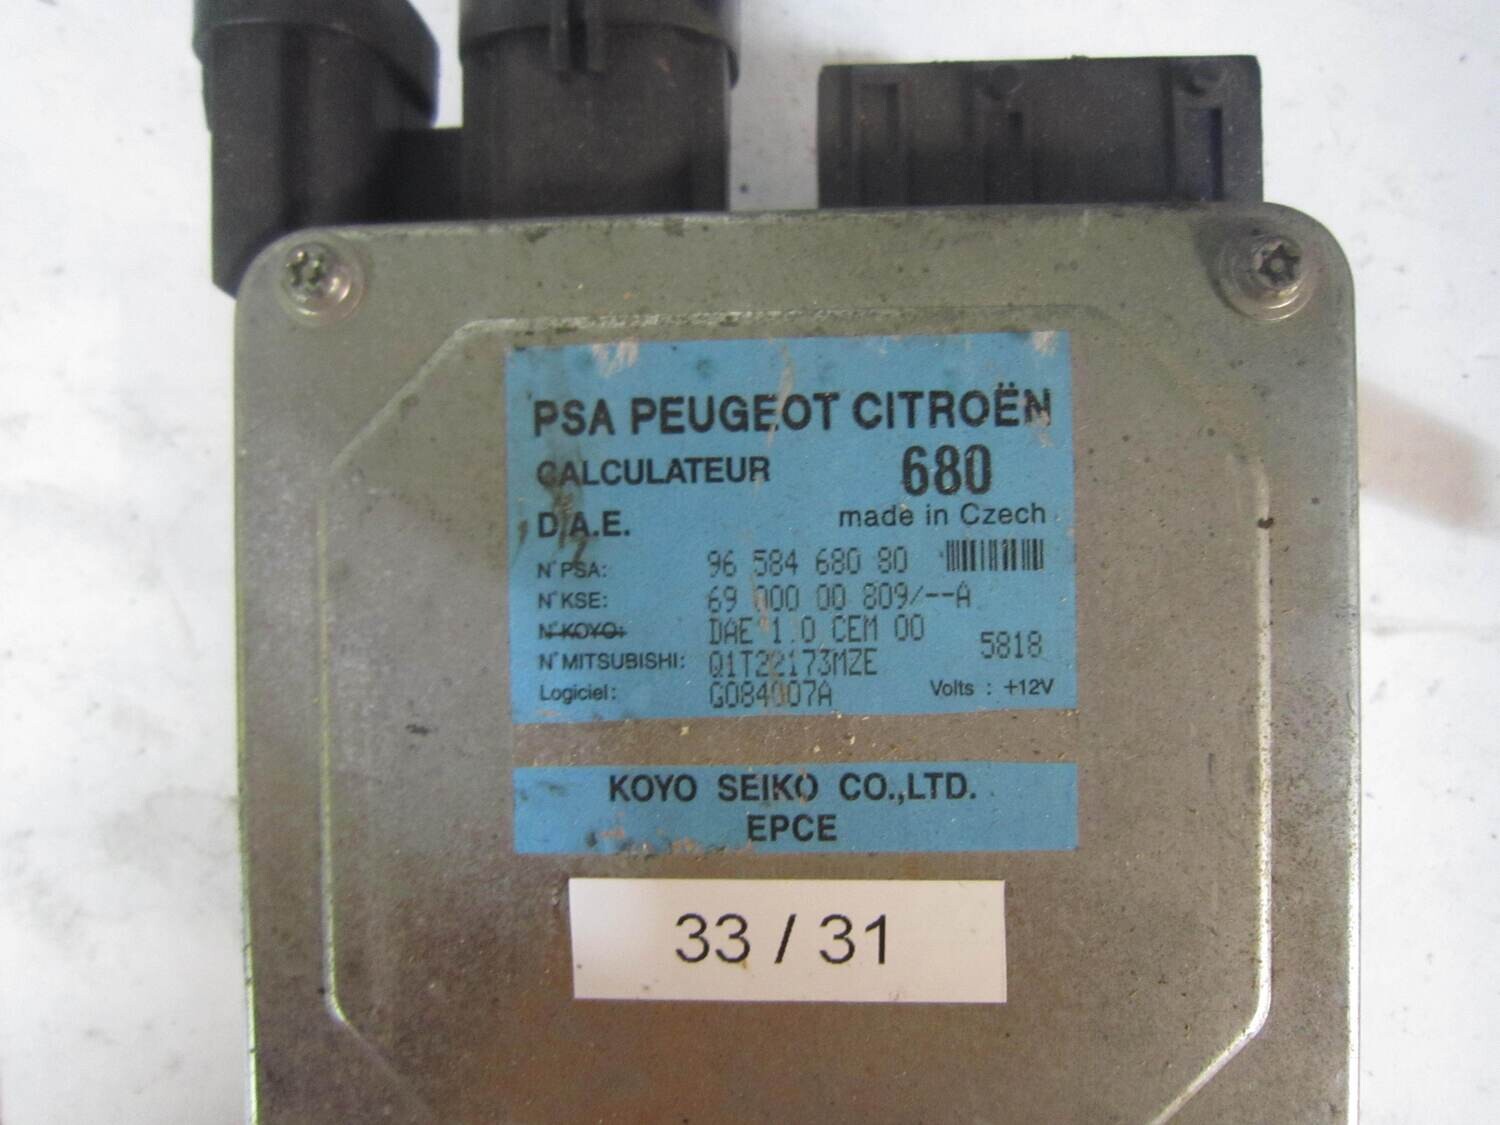 PSA PEUGEOT CITROËN
CALCULATEUR 680
D.A.E. made in Czech
N° PSA: 96 584 680 80
N° KSE: 69 000 00 809/--A
N° KOYO: DAE 1.0 CEM 00
5818
N° MITSUBISHI: Q1T22173MZE
Logiciel: G084007A Volts : +12V
KOYO SEIKO CO.,LTD.
EPCE
33 / 31